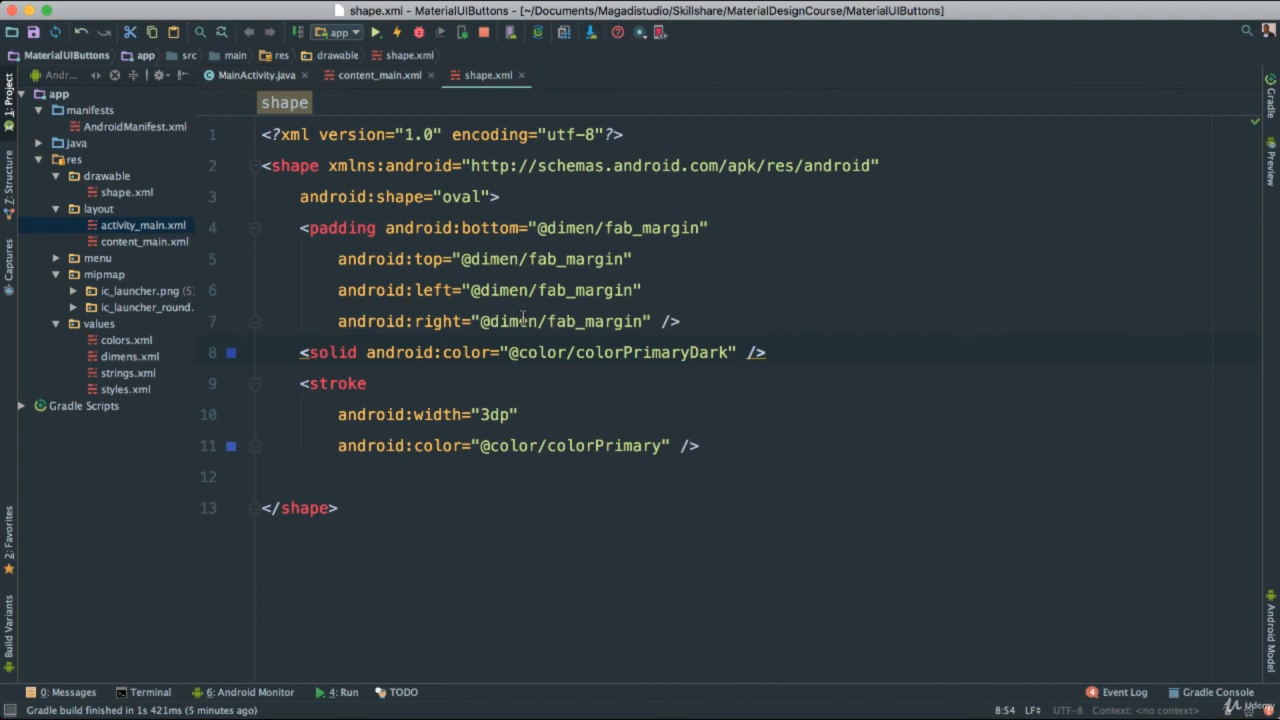 shape.xml - MaterialUIButtons - [~/Documents/Magadistudio/Skillshare/MaterialDesignCourse/MaterialUIButtons]
app
MaterialUIButtons app src main res drawable shape.xml
Andr... MainActivity.java content_main.xml shape.xml
1: Project
Z: Structure
Captures
2: Favorites
Build Variants
app
manifests
AndroidManifest.xml
java
res
drawable
shape.xml
layout
activity_main.xml
content_main.xml
menu
mipmap
ic_launcher.png (5)
ic_launcher_round.
values
colors.xml
dimens.xml
strings.xml
styles.xml
Gradle Scripts
shape
1 <?xml version="1.0" encoding="utf-8"?>
2 <shape xmlns:android="http://schemas.android.com/apk/res/android"
3 android:shape="oval">
4 <padding android:bottom="@dimen/fab_margin"
5 android:top="@dimen/fab_margin"
6 android:left="@dimen/fab_margin"
7 android:right="@dimen/fab_margin" />
8 <solid android:color="@color/colorPrimaryDark" />
9 <stroke
10 android:width="3dp"
11 android:color="@color/colorPrimary" />
12
13 </shape>
Gradle
Preview
Android Model
0: Messages Terminal 6: Android Monitor 4: Run TODO 4 Event Log Gradle Console
Gradle build finished in 1s 421ms (5 minutes ago) 8:54 LF UTF-8 Context: <no context>
Udemy